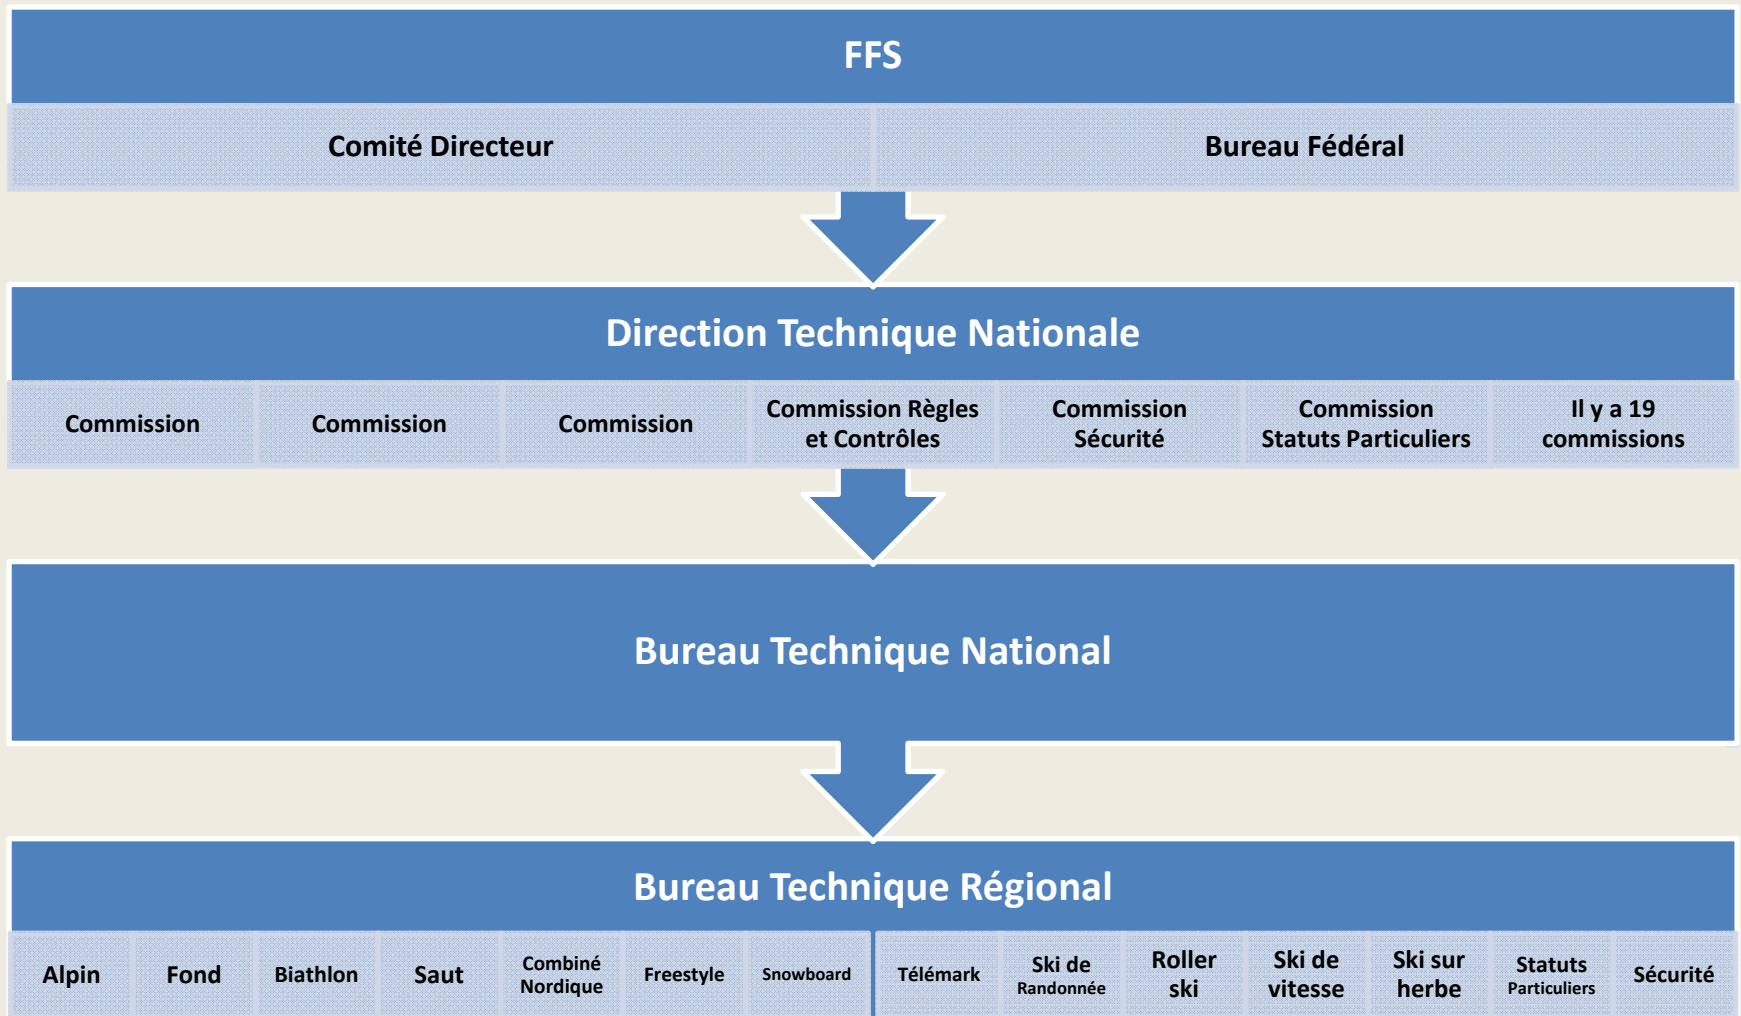 FFS
Comité Directeur
Bureau Fédéral
Direction Technique Nationale
Commission
Commission
Commission
Commission Règles
et Contrôles
Commission
Sécurité
Commission
Statuts Particuliers
Il y a 19
commissions
Bureau Technique National
Bureau Technique Régional
Alpin
Fond
Biathlon
Saut
Combiné
Nordique
Freestyle
Snowboard
Télémark
Ski de
Randonnée
Roller
ski
Ski de
vitesse
Ski sur
herbe
Statuts
Particuliers
Sécurité